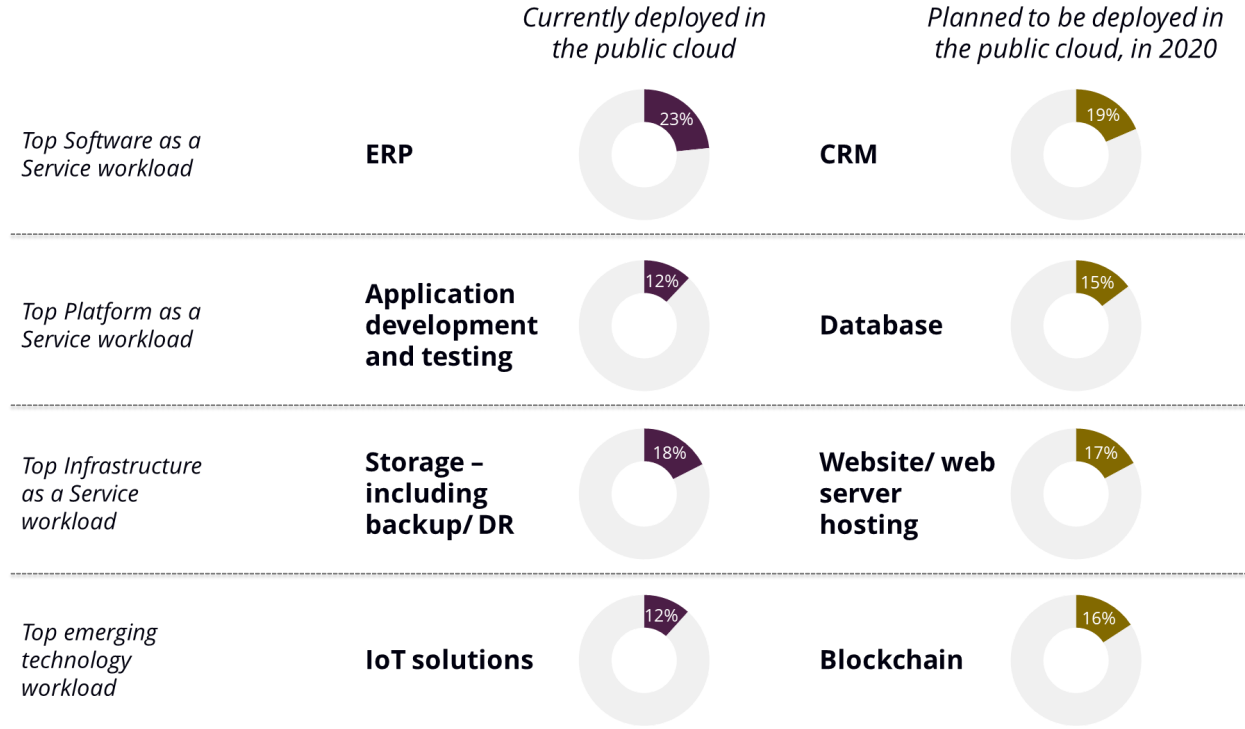 Currently deployed in
the public cloud
Planned to be deployed in
the public cloud, in 2020
Top Software as a
Service workload
ERP
23%
CRM
19%
Top Platform as a
Service workload
Application
development
and testing
12%
Database
15%
Top Infrastructure
as a Service
workload
Storage –
including
backup/ DR
18%
Website/ web
server
hosting
17%
Top emerging
technology
workload
IoT solutions
12%
Blockchain
16%